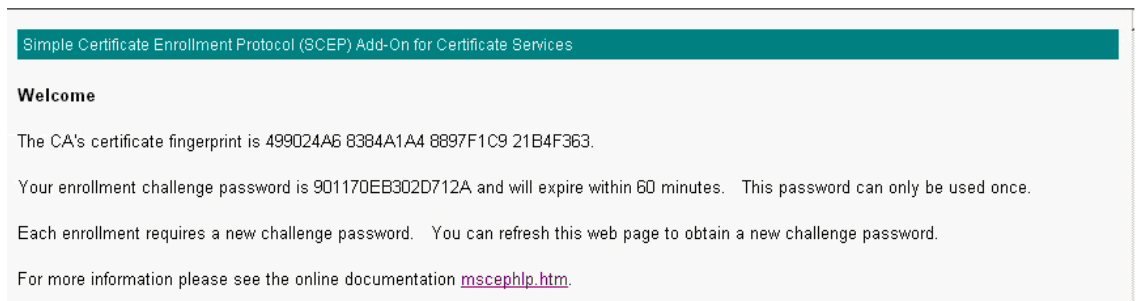 Simple Certificate Enrollment Protocol (SCEP) Add-On for Certificate Services
Welcome
The CA's certificate fingerprint is 499024A6 8384A1A4 8897F1C9 21B4F363.
Your enrollment challenge password is 901170EB302D712A and will expire within 60 minutes. This password can only be used once.
Each enrollment requires a new challenge password. You can refresh this web page to obtain a new challenge password.
For more information please see the online documentation mscephlp.htm.